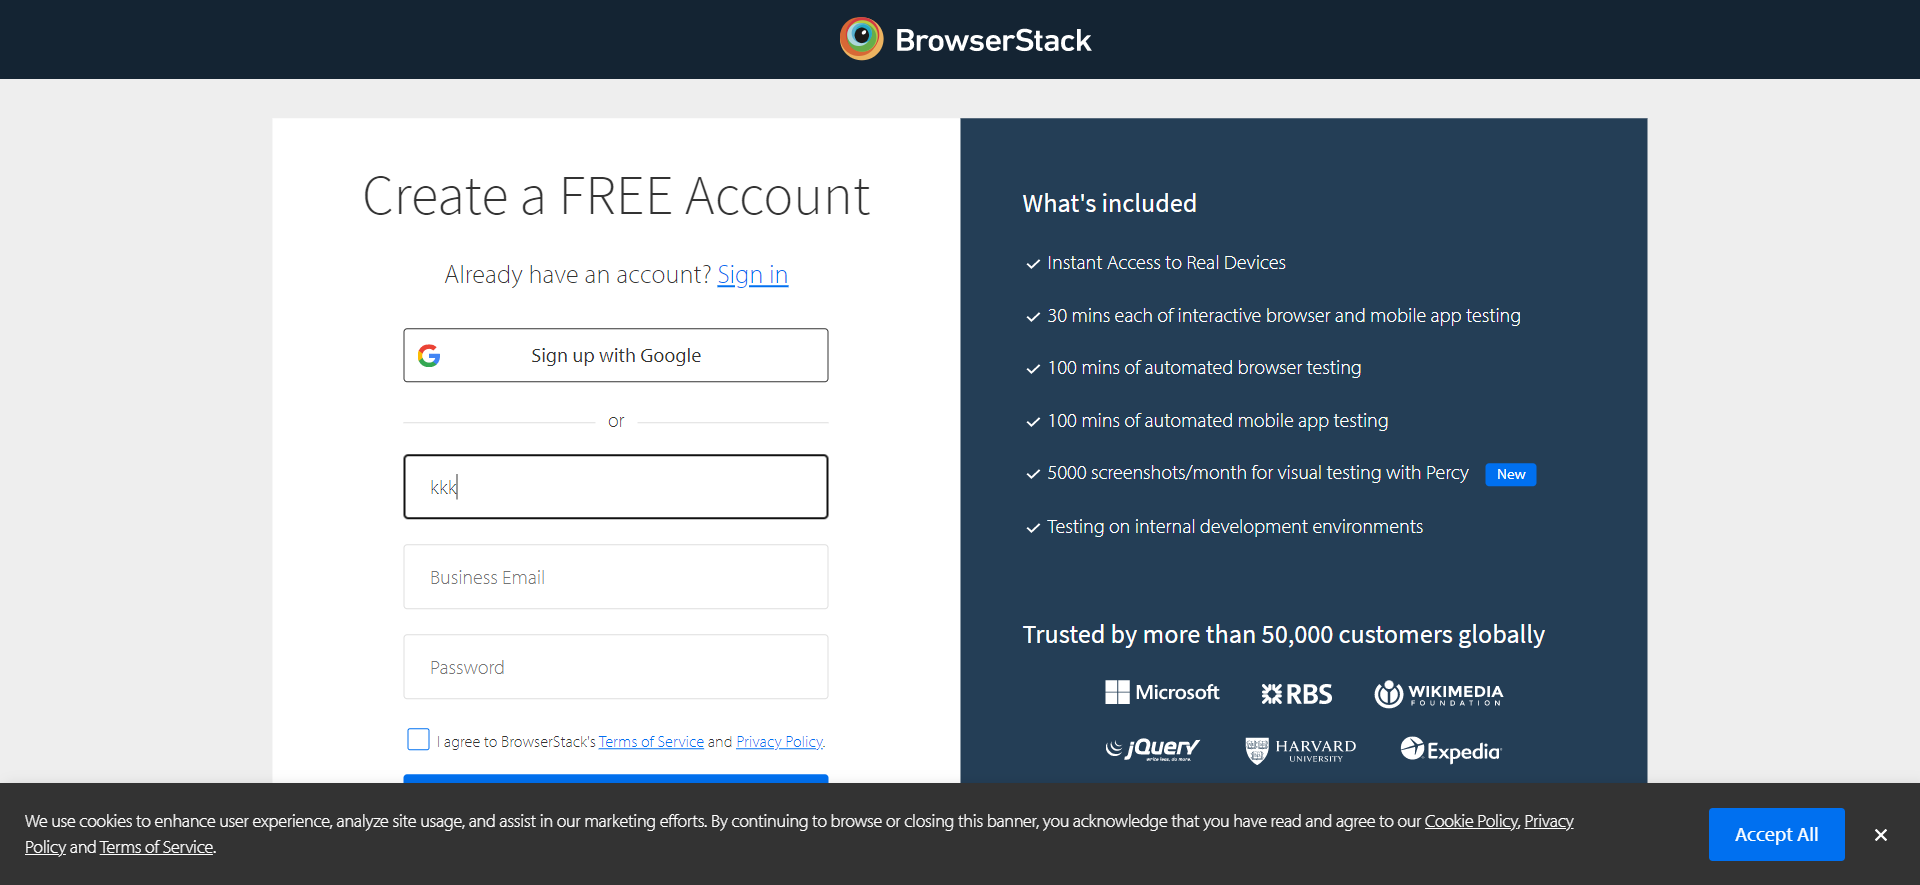 BrowserStack
Create a FREE Account
Already have an account? Sign in
Sign up with Google
or
kkk
Business Email
Password
I agree to BrowserStack's Terms of Service and Privacy Policy.
What's included
Instant Access to Real Devices
30 mins each of interactive browser and mobile app testing
100 mins of automated browser testing
100 mins of automated mobile app testing
5000 screenshots/month for visual testing with Percy New
Testing on internal development environments
Trusted by more than 50,000 customers globally
Microsoft RBS WIKIMEDIA FOUNDATION
jQuery write less, do more. HARVARD UNIVERSITY Expedia
We use cookies to enhance user experience, analyze site usage, and assist in our marketing efforts. By continuing to browse or closing this banner, you acknowledge that you have read and agree to our Cookie Policy, Privacy
Policy and Terms of Service.
Accept All